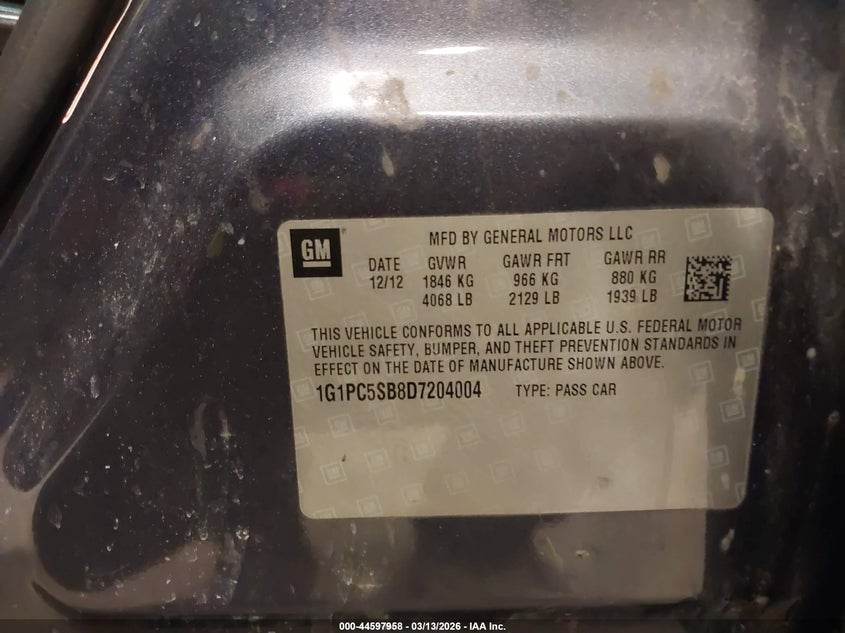 GM
MFD BY GENERAL MOTORS LLC
DATE GVWR GAWR FRT GAWR RR
12/12 1846 KG 966 KG 880 KG
4068 LB 2129 LB 1939 LB
THIS VEHICLE CONFORMS TO ALL APPLICABLE U.S. FEDERAL MOTOR
VEHICLE SAFETY, BUMPER, AND THEFT PREVENTION STANDARDS IN
EFFECT ON THE DATE OF MANUFACTURE SHOWN ABOVE.
1G1PC5SB8D7204004 TYPE: PASS CAR
000-44597958 - 03/13/2026 - IAA Inc.